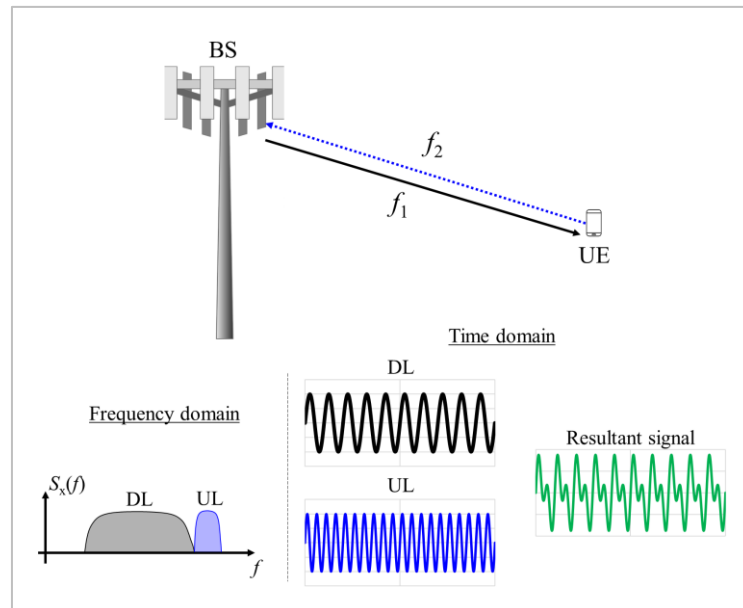 BS
f₂
f₁
UE
Time domain
DL
Frequency domain
Resultant signal
UL
Sₓ(f)
DL
UL
f